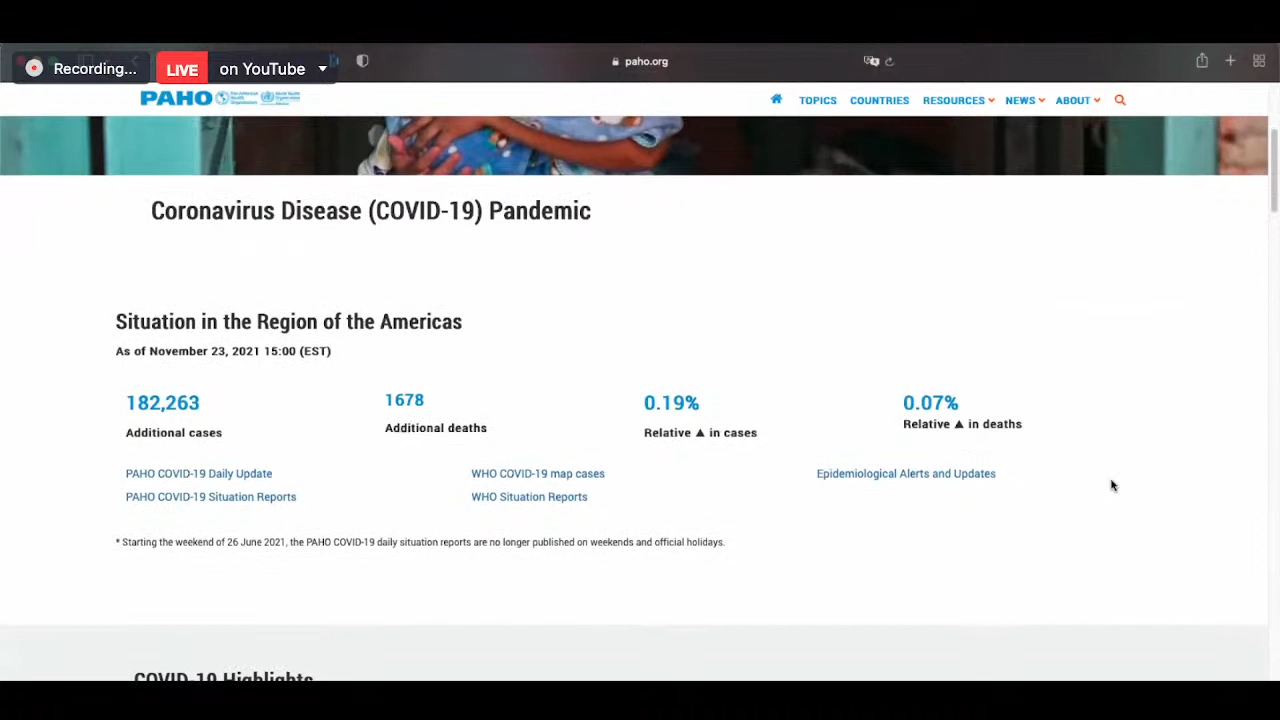 Recording...
LIVE on YouTube
paho.org
PAHO
TOPICS COUNTRIES RESOURCES NEWS ABOUT
Coronavirus Disease (COVID-19) Pandemic
Situation in the Region of the Americas
As of November 23, 2021 15:00 (EST)
182,263 1678 0.19% 0.07%
Additional cases Additional deaths Relative ▲ in cases Relative ▲ in deaths
PAHO COVID-19 Daily Update WHO COVID-19 map cases Epidemiological Alerts and Updates
PAHO COVID-19 Situation Reports WHO Situation Reports
* Starting the weekend of 26 June 2021, the PAHO COVID-19 daily situation reports are no longer published on weekends and official holidays.
COVID-19 Highlights